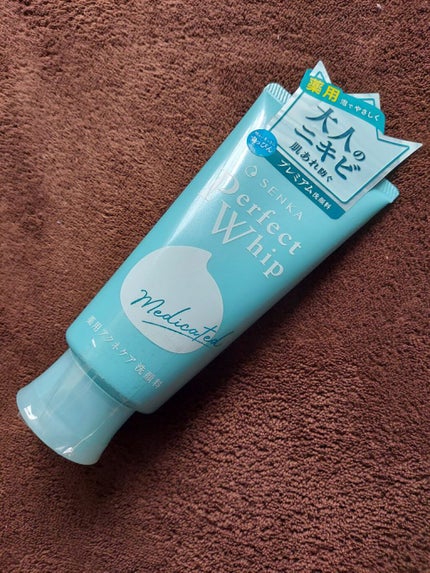 薬用
泡でやさしく
大人の
ニキビ
肌あれ防ぐ
プレミアム洗顔料
SENKA
Perfect
Whip
Medicated
薬用アクネケア 洗顔料